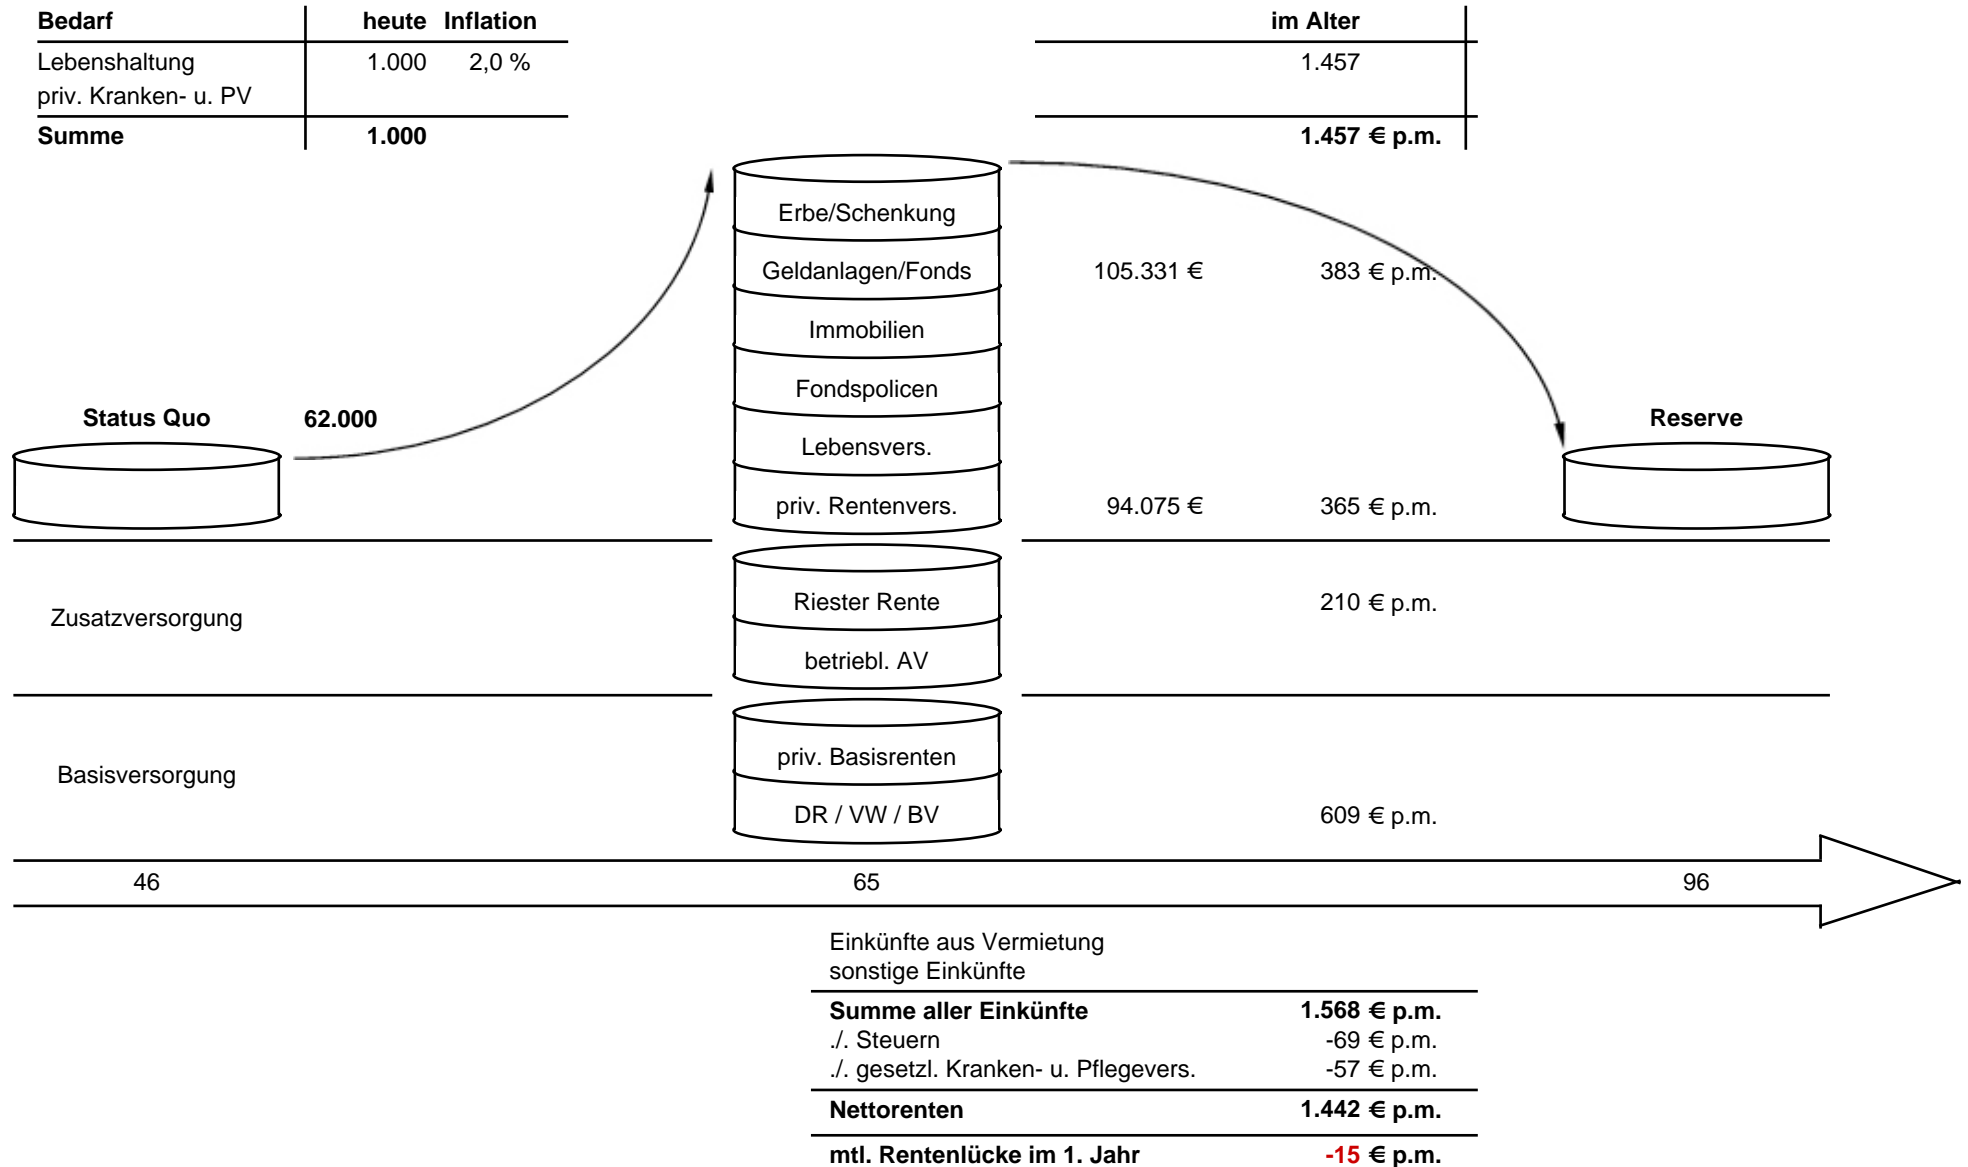 Bedarf heute Inflation im Alter
Lebenshaltung 1.000 2,0 % 1.457
priv. Kranken- u. PV
Summe 1.000 1.457 € p.m.
Erbe/Schenkung
Geldanlagen/Fonds 105.331 € 383 € p.m.
Immobilien
Fondspolicen
Status Quo 62.000 Reserve
Lebensvers.
priv. Rentenvers. 94.075 € 365 € p.m.
Riester Rente 210 € p.m.
Zusatzversorgung
betriebl. AV
priv. Basisrenten
Basisversorgung
DR / VW / BV 609 € p.m.
46 65 96
Einkünfte aus Vermietung
sonstige Einkünfte
Summe aller Einkünfte 1.568 € p.m.
./. Steuern -69 € p.m.
./. gesetzl. Kranken- u. Pflegevers. -57 € p.m.
Nettorenten 1.442 € p.m.
mtl. Rentenlücke im 1. Jahr -15 € p.m.